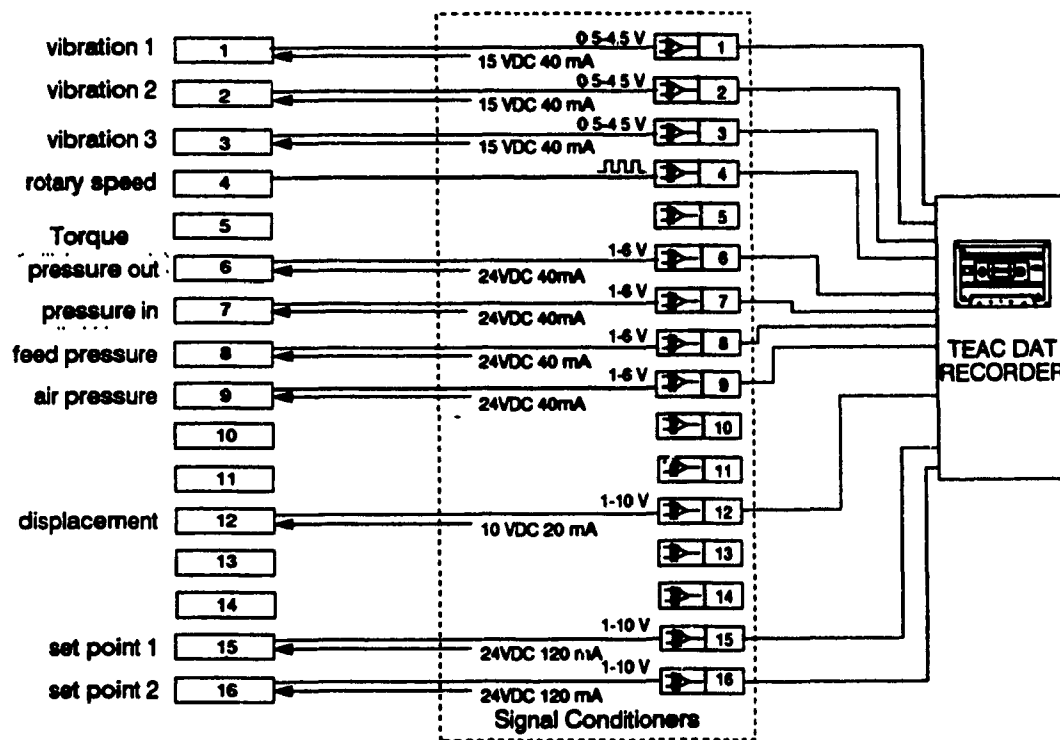 vibration 1 1 0.5-4.5 V 1
15 VDC 40 mA
vibration 2 2 0 5-4 5 V 2
15 VDC 40 mA
vibration 3 3 0 5-4 5 V 3
15 VDC 40 mA
rotary speed 4 4
5 5
Torque
pressure out 6 1-6 V 6
24VDC 40mA
pressure in 7 1-6 V 7
24VDC 40mA
feed pressure 8 1-6 V 8
24VDC 40 mA
air pressure 9 1-6 V 9
24VDC 40mA
TEAC DAT
RECORDER
10 10
11 11
displacement 12 1-10 V 12
10 VDC 20 mA
13 13
14 14
set point 1 15 1-10 V 15
24VDC 120 mA
set point 2 16 1-10 V 16
24VDC 120 mA
Signal Conditioners